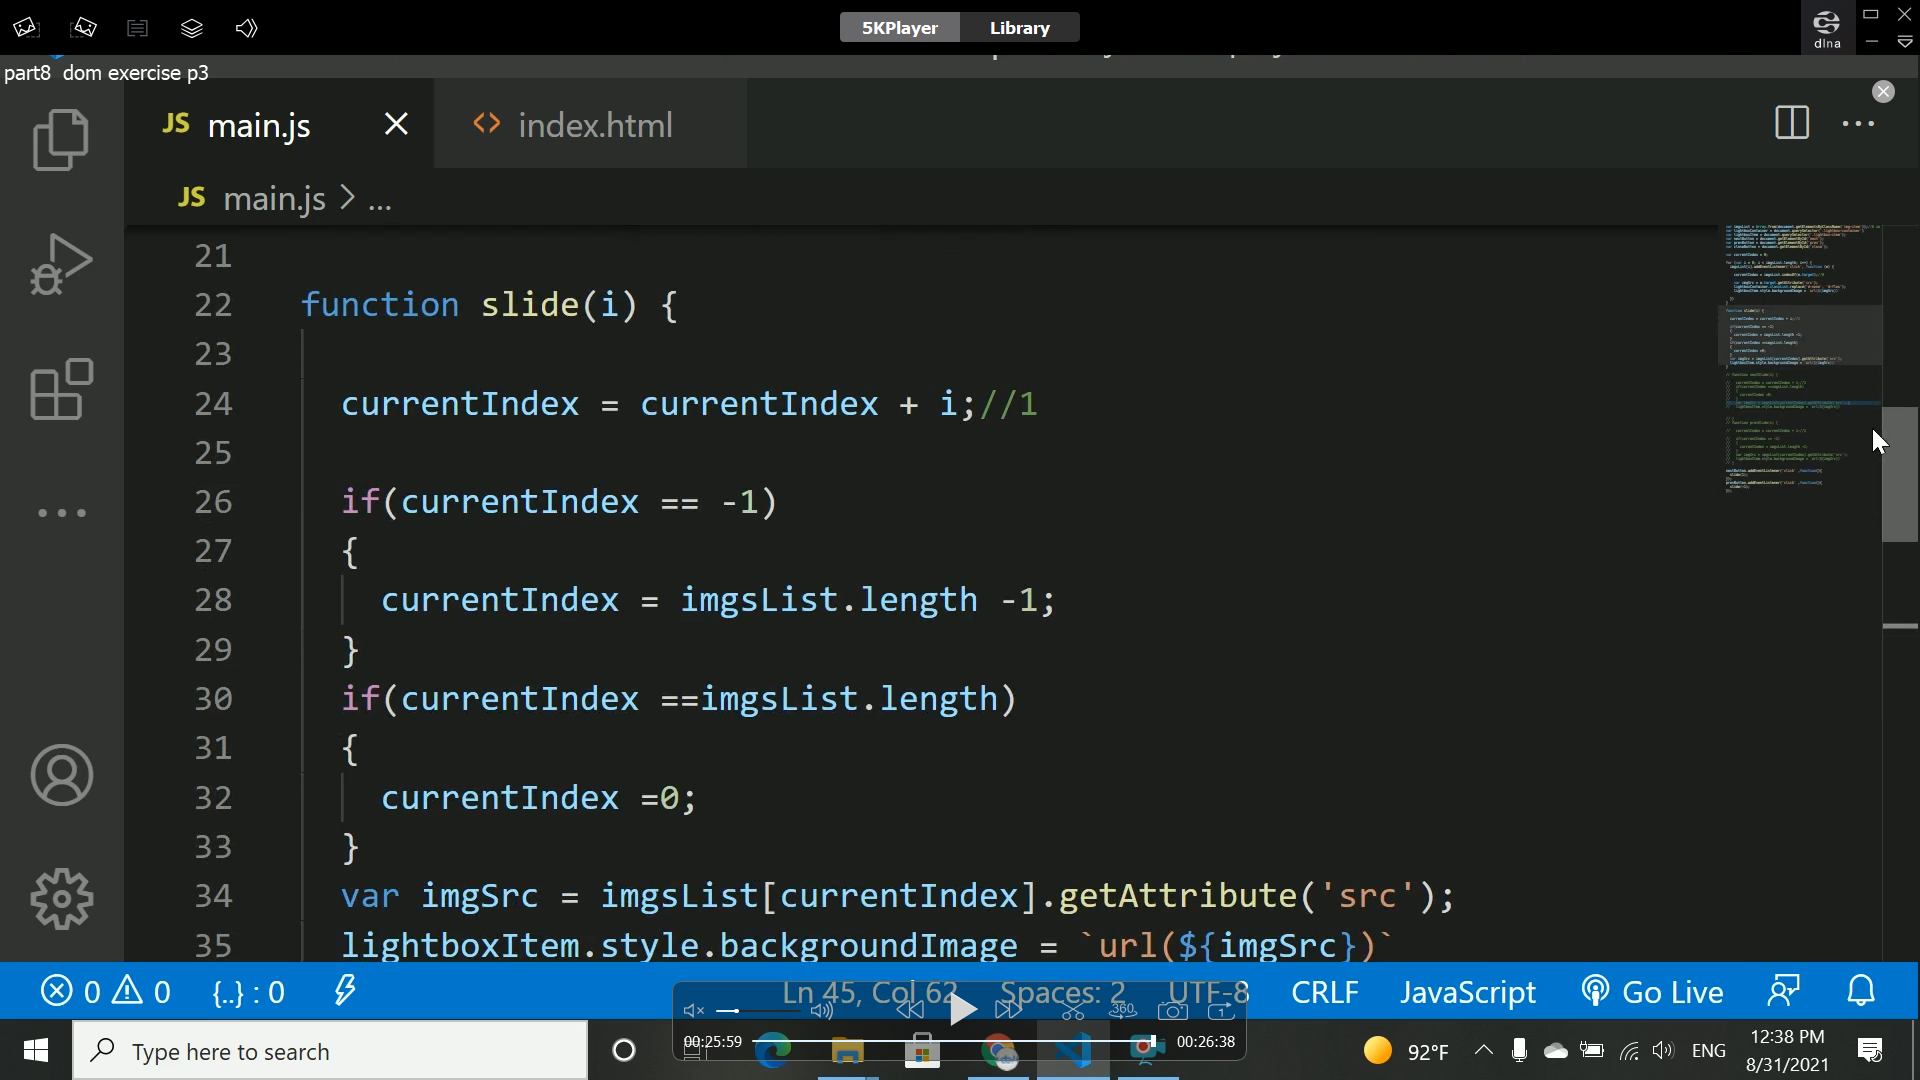 5KPlayer Library
dlna
part8 dom exercise p3
JS main.js
<> index.html
JS main.js > ...
21
22 function slide(i) {
23
24 currentIndex = currentIndex + i;//1
25
26 if(currentIndex == -1)
27 {
28 currentIndex = imgsList.length -1;
29 }
30 if(currentIndex ==imgsList.length)
31 {
32 currentIndex =0;
33 }
34 var imgSrc = imgsList[currentIndex].getAttribute('src');
35 lightboxItem.style.backgroundImage = `url(${imgSrc})`
0 0 {..} : 0 Ln 45, Col 62 Spaces: 2 UTF-8 CRLF JavaScript Go Live
360 1
00:25:59 00:26:38
Type here to search
92°F ENG 12:38 PM
8/31/2021